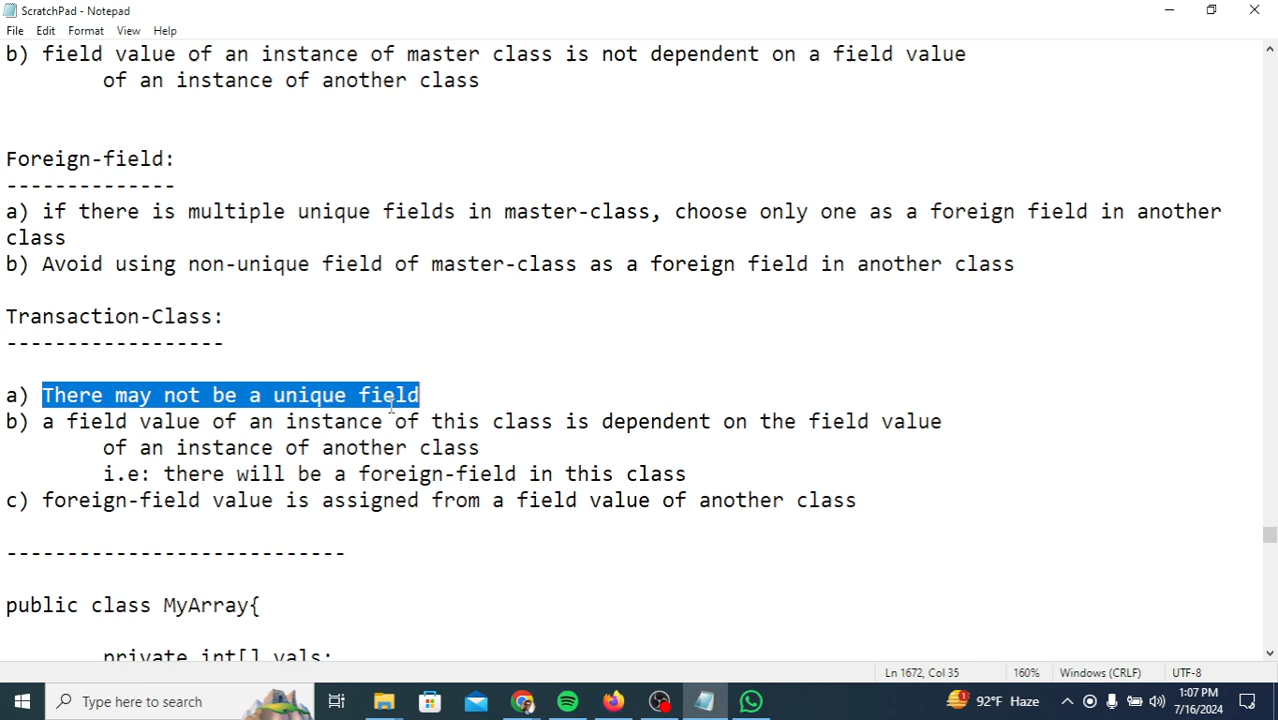 ScratchPad - Notepad
File Edit Format View Help
b) field value of an instance of master class is not dependent on a field value
of an instance of another class
Foreign-field:
--------------
a) if there is multiple unique fields in master-class, choose only one as a foreign field in another
class
b) Avoid using non-unique field of master-class as a foreign field in another class
Transaction-Class:
------------------
a) There may not be a unique field
b) a field value of an instance of this class is dependent on the field value
of an instance of another class
i.e: there will be a foreign-field in this class
c) foreign-field value is assigned from a field value of another class
----------------------------
public class MyArray{
private int[] vals;
Ln 1672, Col 35 160% Windows (CRLF) UTF-8
Type here to search 1 92°F Haze 1:07 PM
7/16/2024